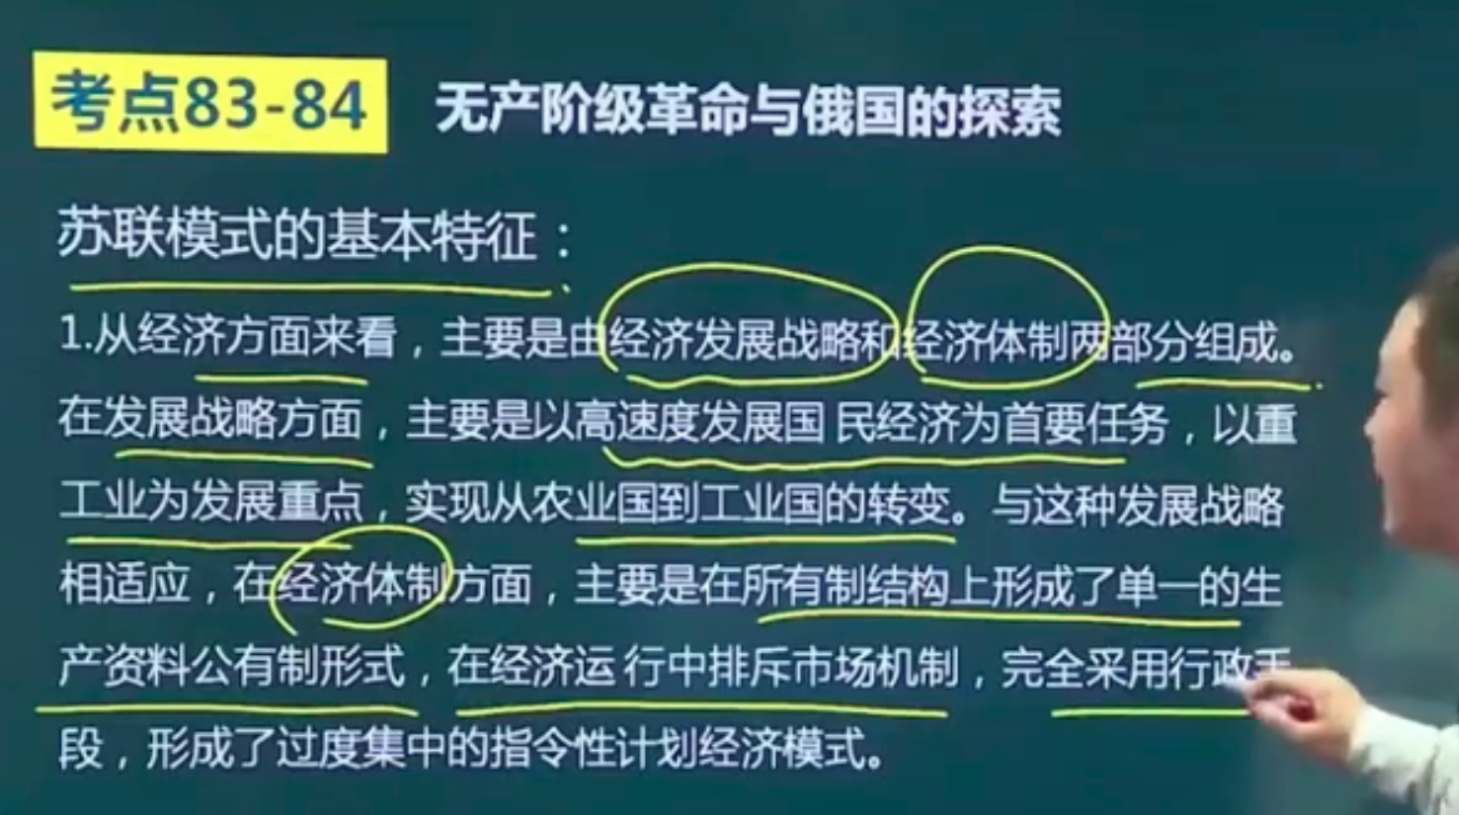 考点83-84
无产阶级革命与俄国的探索
苏联模式的基本特征：
1.从经济方面来看，主要是由经济发展战略和经济体制两部分组成。
在发展战略方面，主要是以高速度发展国 民经济为首要任务，以重
工业为发展重点，实现从农业国到工业国的转变。与这种发展战略
相适应，在经济体制方面，主要是在所有制结构上形成了单一的生
产资料公有制形式，在经济运 行中排斥市场机制，完全采用行政手
段，形成了过度集中的指令性计划经济模式。